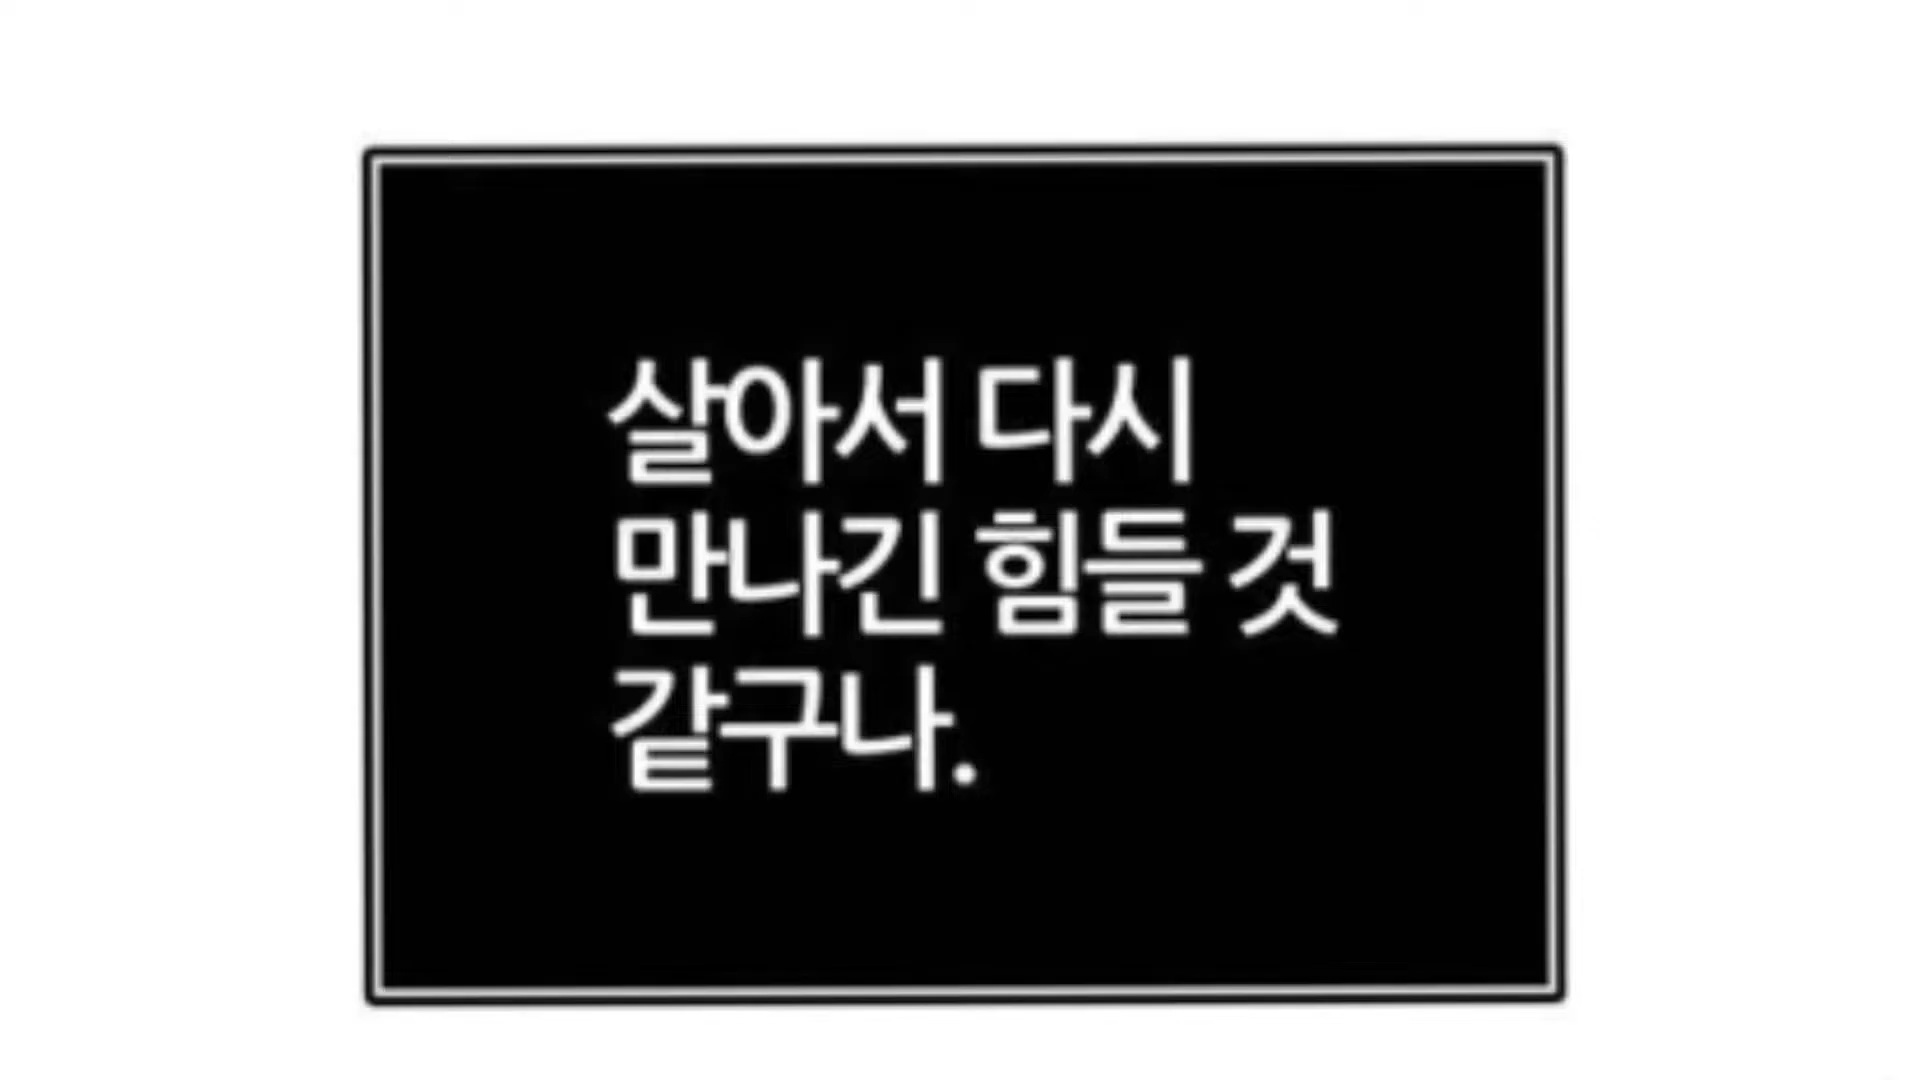 살아서 다시
만나긴 힘들 것
같구나.